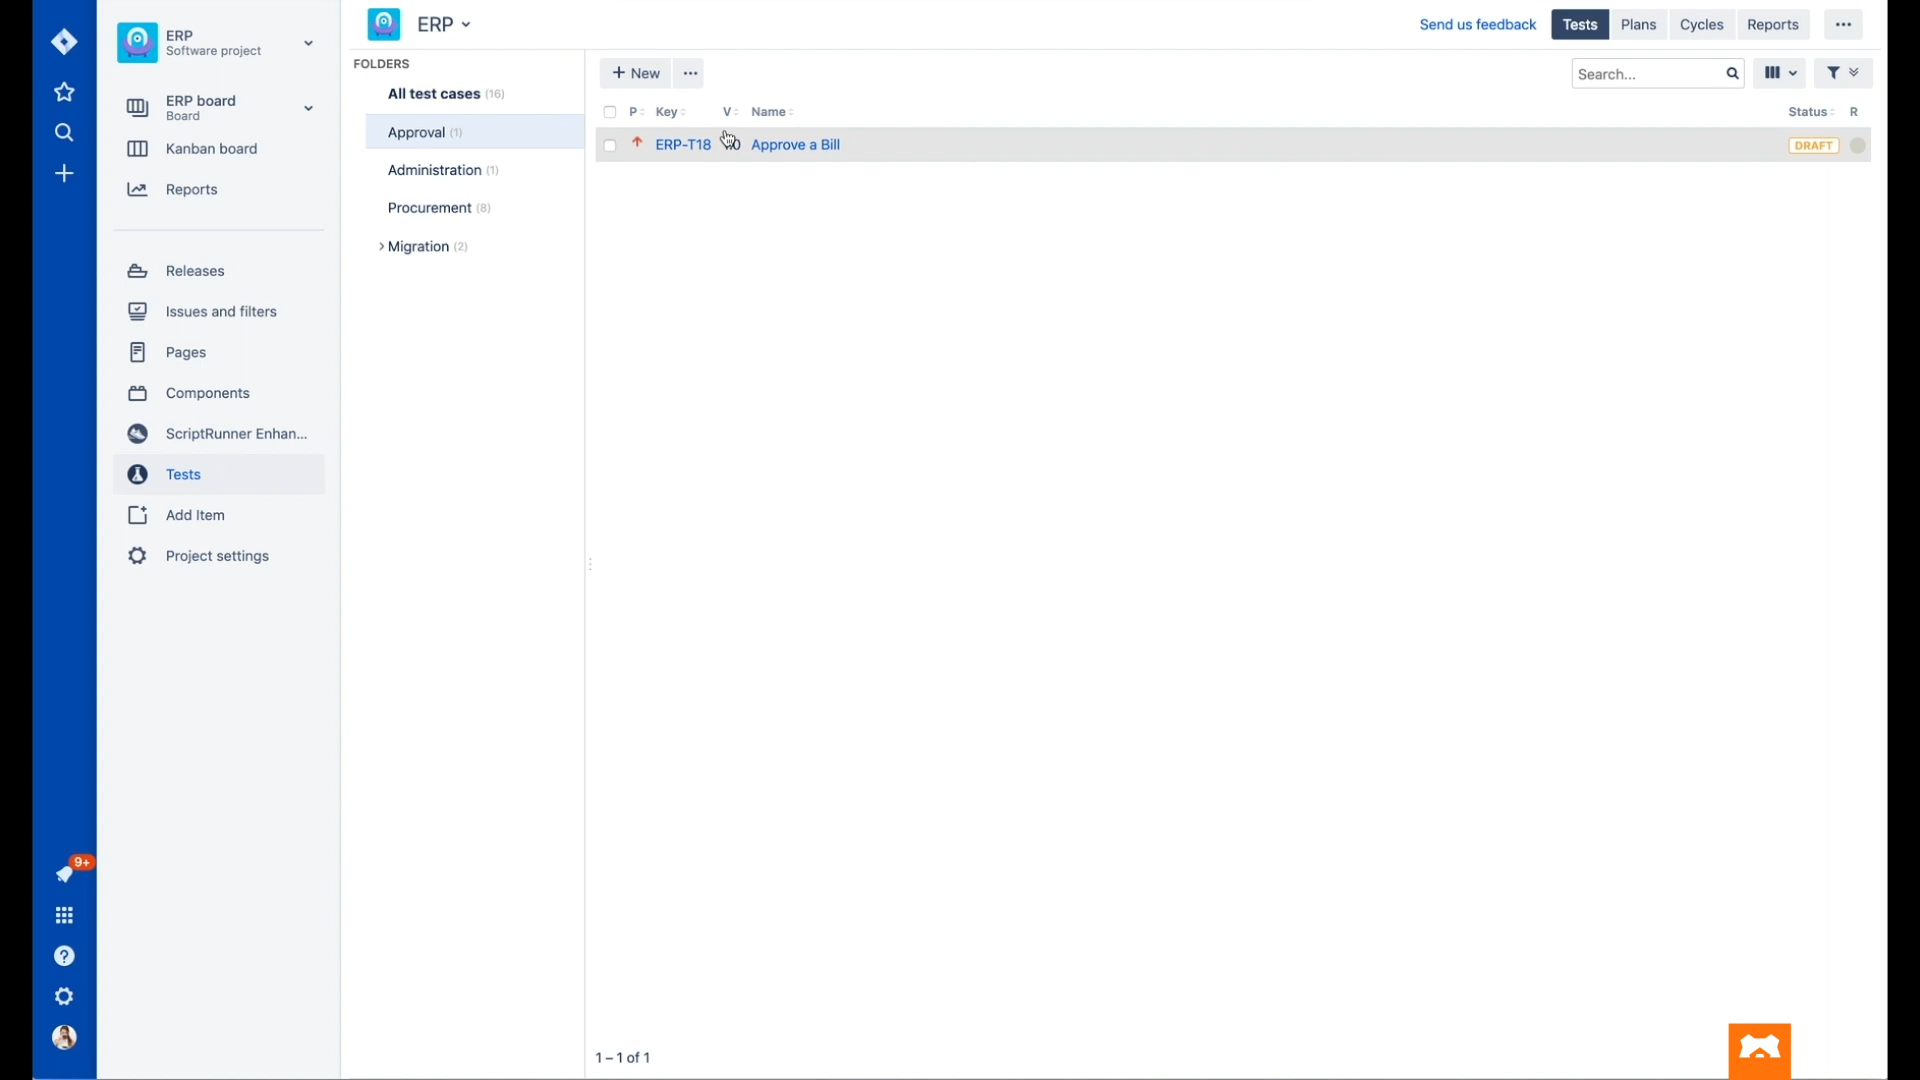 ERP
Software project
ERP board
Board
Kanban board
Reports
Releases
Issues and filters
Pages
Components
ScriptRunner Enhan...
Tests
Add Item
Project settings
9+
ERP
Send us feedback
Tests
Plans
Cycles
Reports
FOLDERS
All test cases (16)
Approval (1)
Administration (1)
Procurement (8)
Migration (2)
+ New
Search...
P Key V Name Status R
ERP-T18 Approve a Bill DRAFT
1 – 1 of 1